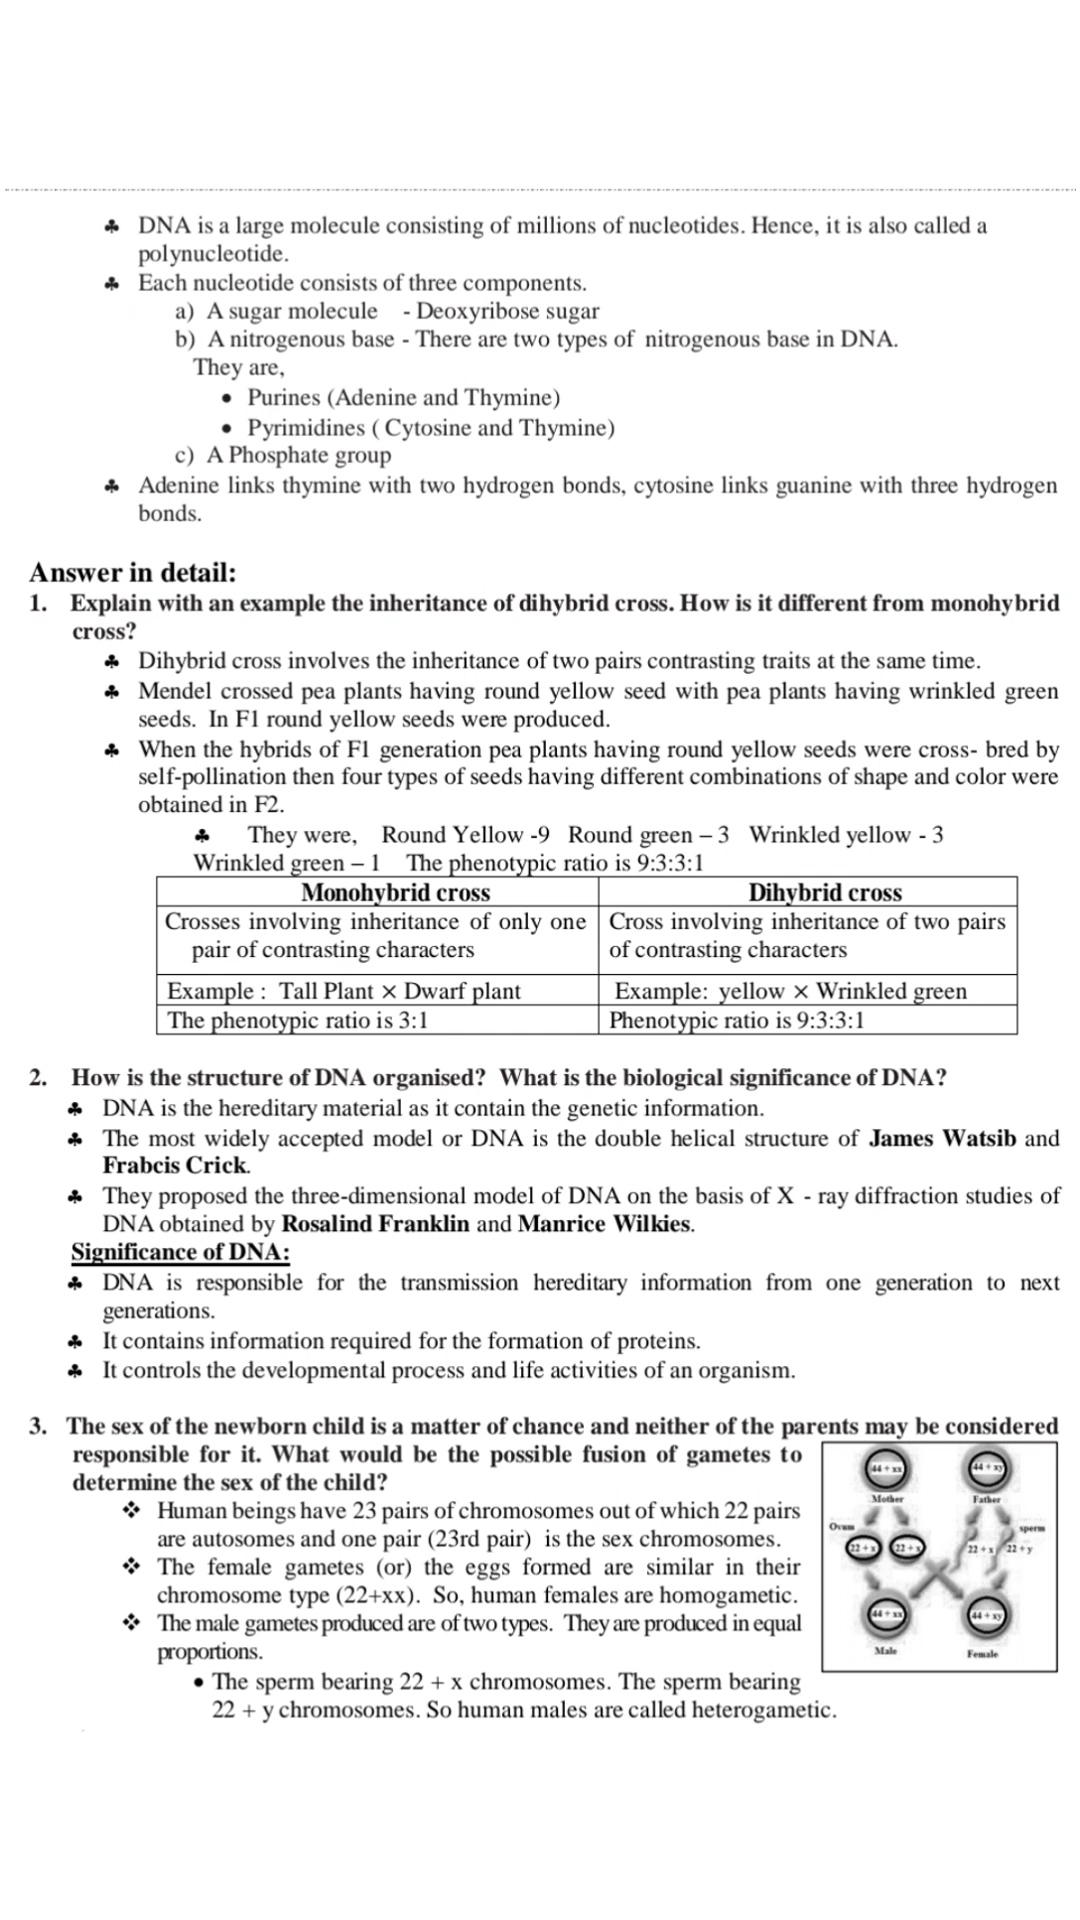 ♣ DNA is a large molecule consisting of millions of nucleotides. Hence, it is also called a
polynucleotide.
♣ Each nucleotide consists of three components.
a) A sugar molecule - Deoxyribose sugar
b) A nitrogenous base - There are two types of nitrogenous base in DNA.
They are,
• Purines (Adenine and Thymine)
• Pyrimidines ( Cytosine and Thymine)
c) A Phosphate group
♣ Adenine links thymine with two hydrogen bonds, cytosine links guanine with three hydrogen
bonds.
Answer in detail:
1. Explain with an example the inheritance of dihybrid cross. How is it different from monohybrid
cross?
♣ Dihybrid cross involves the inheritance of two pairs contrasting traits at the same time.
♣ Mendel crossed pea plants having round yellow seed with pea plants having wrinkled green
seeds. In F1 round yellow seeds were produced.
♣ When the hybrids of F1 generation pea plants having round yellow seeds were cross- bred by
self-pollination then four types of seeds having different combinations of shape and color were
obtained in F2.
♣ They were, Round Yellow -9 Round green – 3 Wrinkled yellow - 3
Wrinkled green – 1 The phenotypic ratio is 9:3:3:1
Monohybrid cross Dihybrid cross
Crosses involving inheritance of only one Cross involving inheritance of two pairs
pair of contrasting characters of contrasting characters
Example : Tall Plant × Dwarf plant Example: yellow × Wrinkled green
The phenotypic ratio is 3:1 Phenotypic ratio is 9:3:3:1
2. How is the structure of DNA organised? What is the biological significance of DNA?
♣ DNA is the hereditary material as it contain the genetic information.
♣ The most widely accepted model or DNA is the double helical structure of James Watsib and
Frabcis Crick.
♣ They proposed the three-dimensional model of DNA on the basis of X - ray diffraction studies of
DNA obtained by Rosalind Franklin and Manrice Wilkies.
Significance of DNA:
♣ DNA is responsible for the transmission hereditary information from one generation to next
generations.
♣ It contains information required for the formation of proteins.
♣ It controls the developmental process and life activities of an organism.
3. The sex of the newborn child is a matter of chance and neither of the parents may be considered
responsible for it. What would be the possible fusion of gametes to
determine the sex of the child?
❖ Human beings have 23 pairs of chromosomes out of which 22 pairs
are autosomes and one pair (23rd pair) is the sex chromosomes.
❖ The female gametes (or) the eggs formed are similar in their
chromosome type (22+xx). So, human females are homogametic.
❖ The male gametes produced are of two types. They are produced in equal
proportions.
• The sperm bearing 22 + x chromosomes. The sperm bearing
22 + y chromosomes. So human males are called heterogametic.
44 + xx 44 + xy
Mother Father
Ovum sperm
22 + x 22 + x 22 + x 22 + y
44 + xx 44 + xy
Male Female